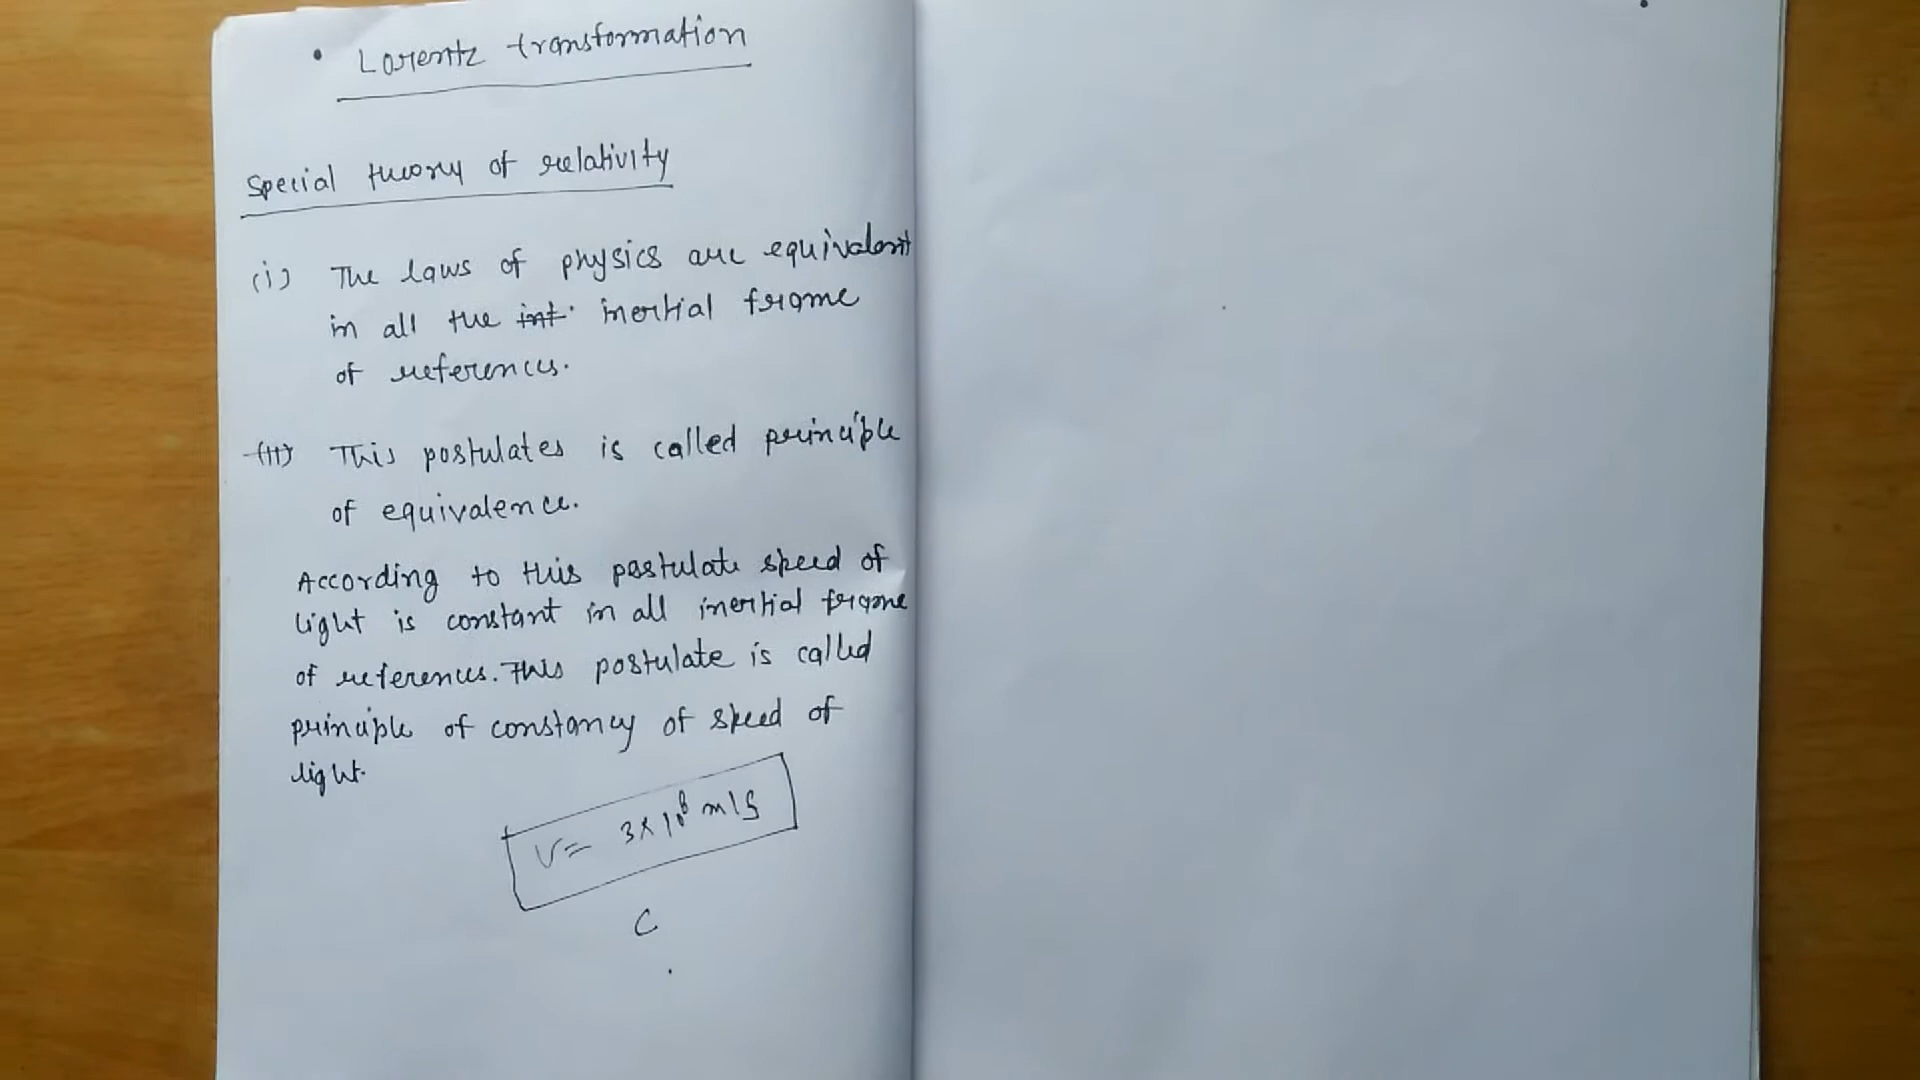 • Lorentz transformation
Special theory of relativity
(i) The laws of physics are equivalent
in all the int. inertial frame
of references.
(ii) This postulates is called principle
of equivalence.
According to this postulate speed of
light is constant in all inertial frame
of references. This postulate is called
principle of constancy of speed of
light.
V= 3×10⁸ m/s
C